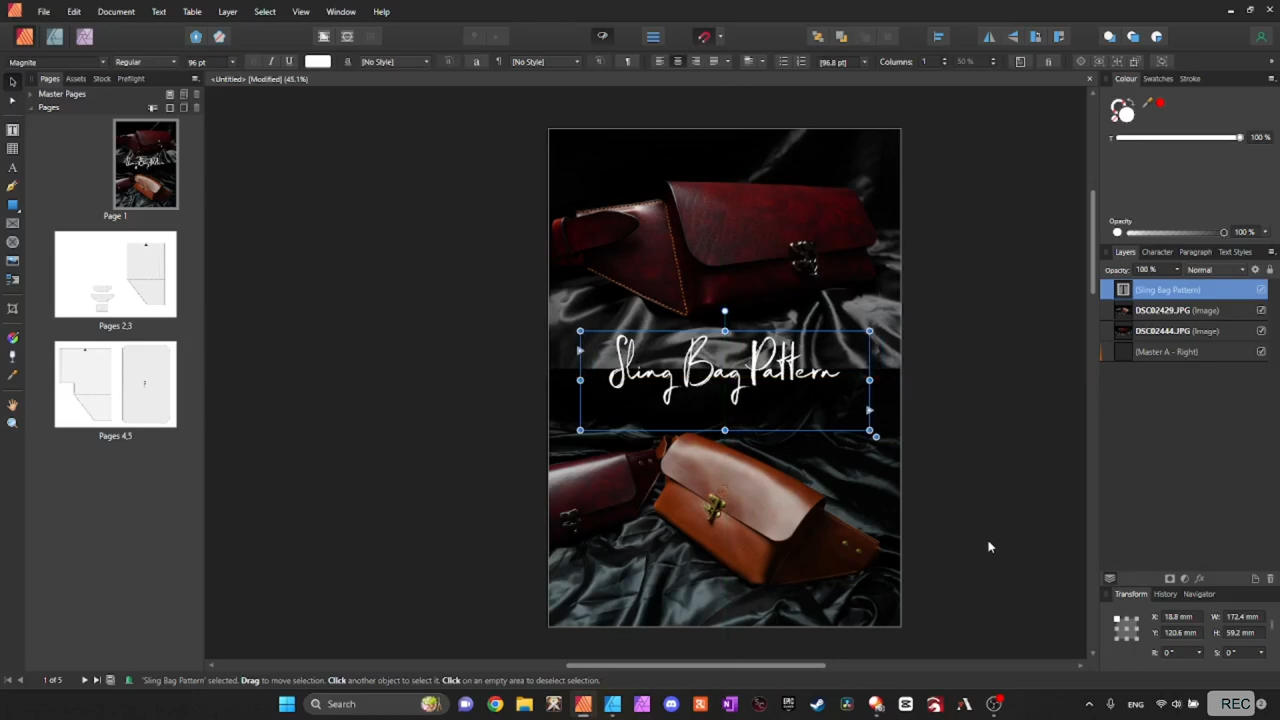 File Edit Document Text Table Layer Select View Window Help
Magnite Regular 96 pt B I U [No Style] [No Style] [96.8 pt] Columns: 1 50 %
Pages Assets Stock Preflight
<Untitled> [Modified] (45.1%)
Colour Swatches Stroke
Master Pages
Pages
100 %
Page 1
Opacity
100 %
Pages 2,3
Pages 4,5
Layers Character Paragraph Text Styles
Opacity: 100 % Normal
(Sling Bag Pattern)
DSC02429.JPG (Image)
DSC02444.JPG (Image)
(Master A - Right)
Sling Bag Pattern
Transform History Navigator
X: 18.8 mm W: 172.4 mm
Y: 120.6 mm H: 59.2 mm
R: 0° S: 0°
1 of 5 'Sling Bag Pattern' selected. Drag to move selection. Click another object to select it. Click on an empty area to deselect selection.
Search
ENG
REC
2